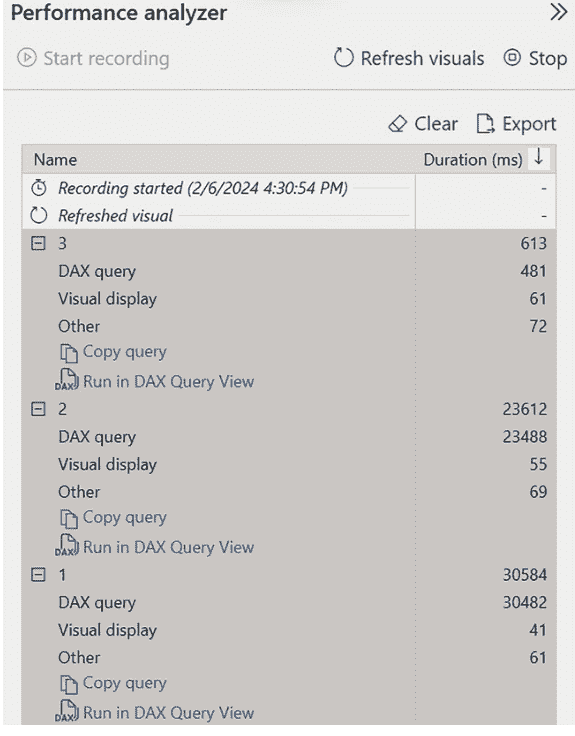 Performance analyzer
Start recording Refresh visuals Stop
Clear Export
Name Duration (ms)
Recording started (2/6/2024 4:30:54 PM) -
Refreshed visual -
3 613
DAX query 481
Visual display 61
Other 72
Copy query
DAX Run in DAX Query View
2 23612
DAX query 23488
Visual display 55
Other 69
Copy query
DAX Run in DAX Query View
1 30584
DAX query 30482
Visual display 41
Other 61
Copy query
DAX Run in DAX Query View